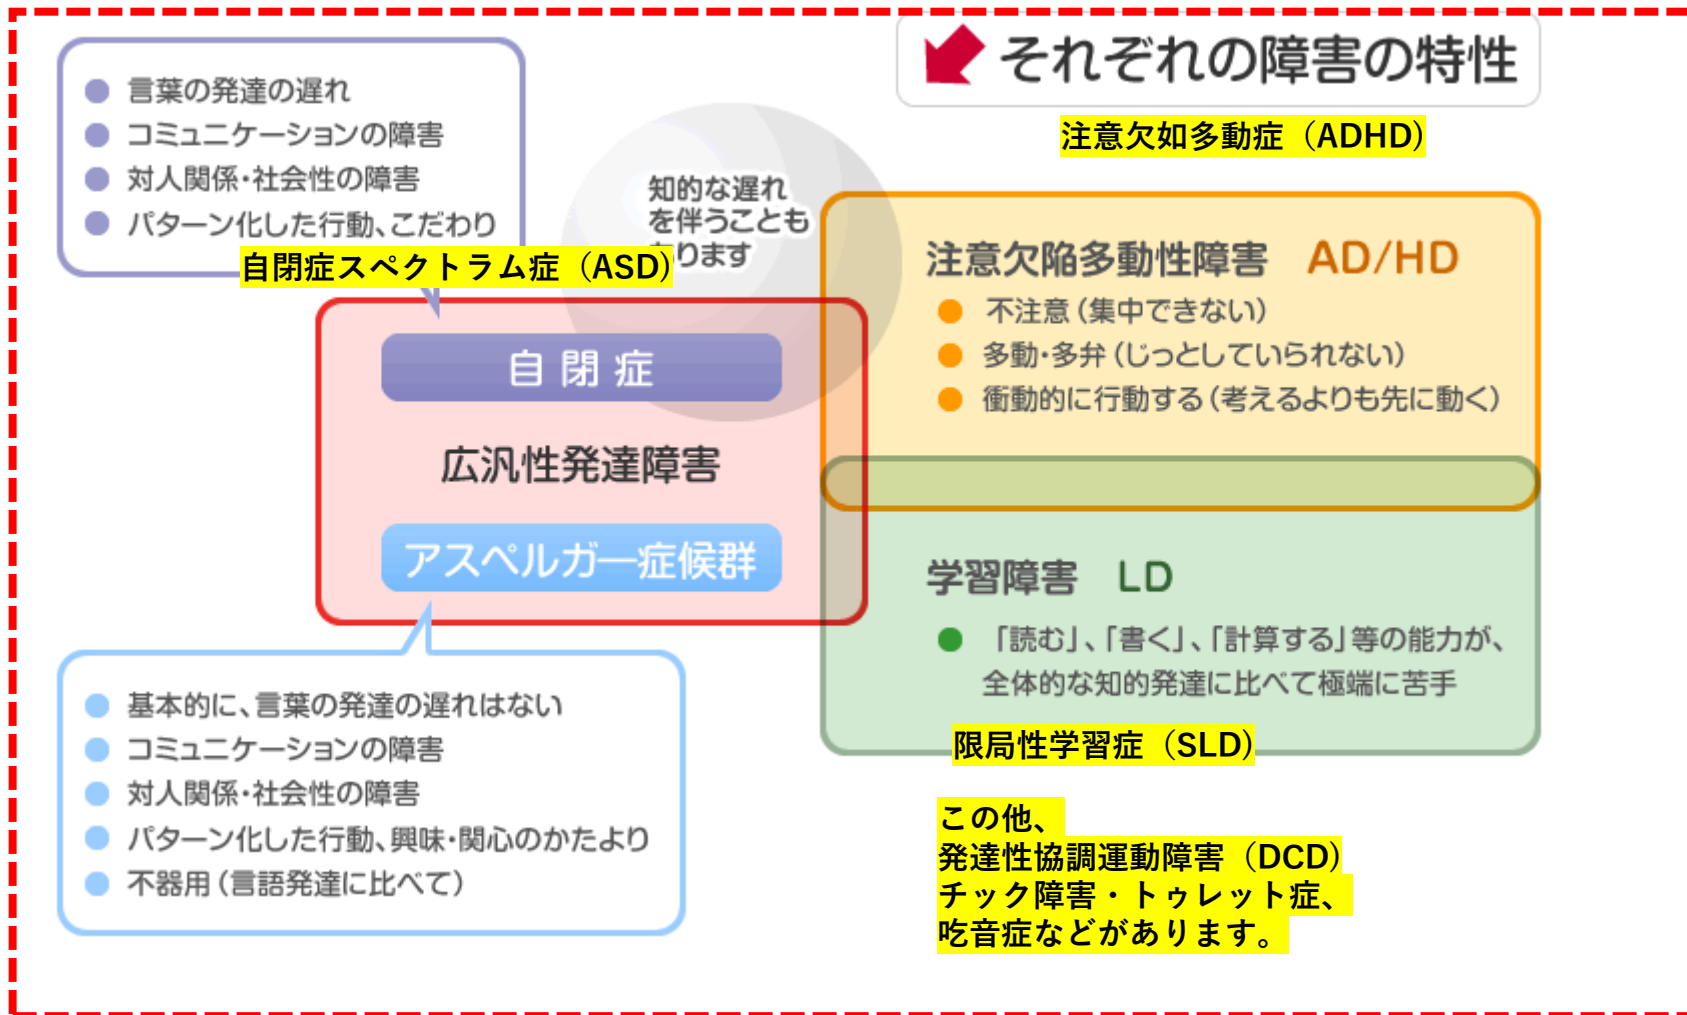 それぞれの障害の特性
言葉の発達の遅れ
コミュニケーションの障害
対人関係・社会性の障害
パターン化した行動、こだわり
自閉症スペクトラム症（ASD)
知的な遅れ
を伴うことも
ります
自閉症
広汎性発達障害
アスペルガー症候群
基本的に、言葉の発達の遅れはない
コミュニケーションの障害
対人関係・社会性の障害
パターン化した行動、興味・関心のかたより
不器用（言語発達に比べて）
注意欠如多動症（ADHD)
注意欠陥多動性障害 AD/HD
不注意（集中できない）
多動・多弁（じっとしていられない）
衝動的に行動する（考えるよりも先に動く）
学習障害 LD
「読む」、「書く」、「計算する」等の能力が、
全体的な知的発達に比べて極端に苦手
限局性学習症（SLD)
この他、
発達性協調運動障害（DCD)
チック障害・トゥレット症、
吃音症などがあります。